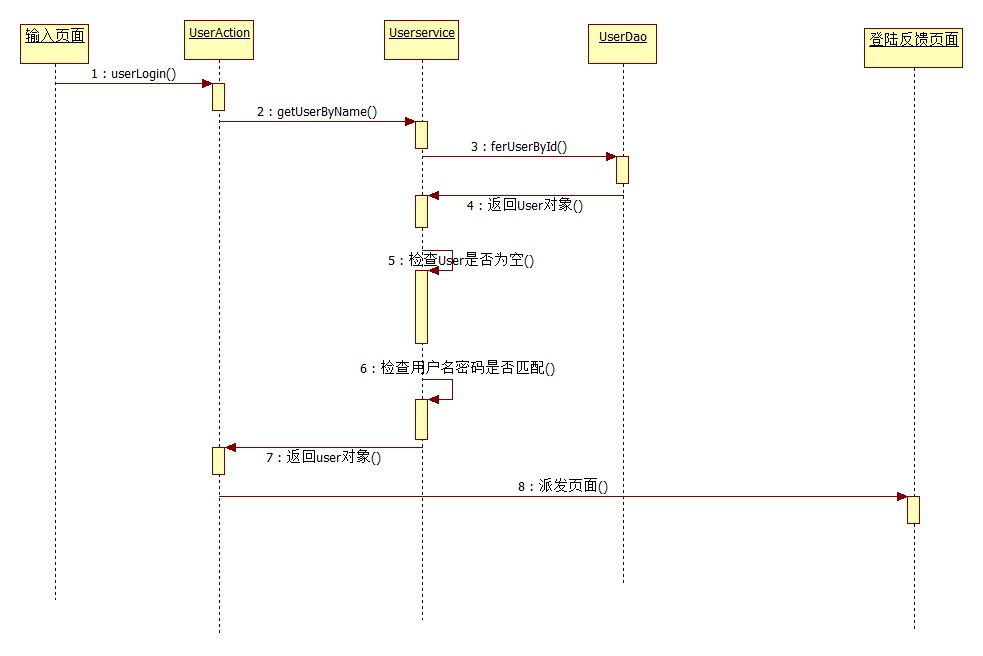 输入页面
UserAction
Userservice
UserDao
登陆反馈页面
1 : userLogin()
2 : getUserByName()
3 : ferUserById()
4 : 返回User对象()
5 : 检查User是否为空()
6 : 检查用户名密码是否匹配()
7 : 返回user对象()
8 : 派发页面()